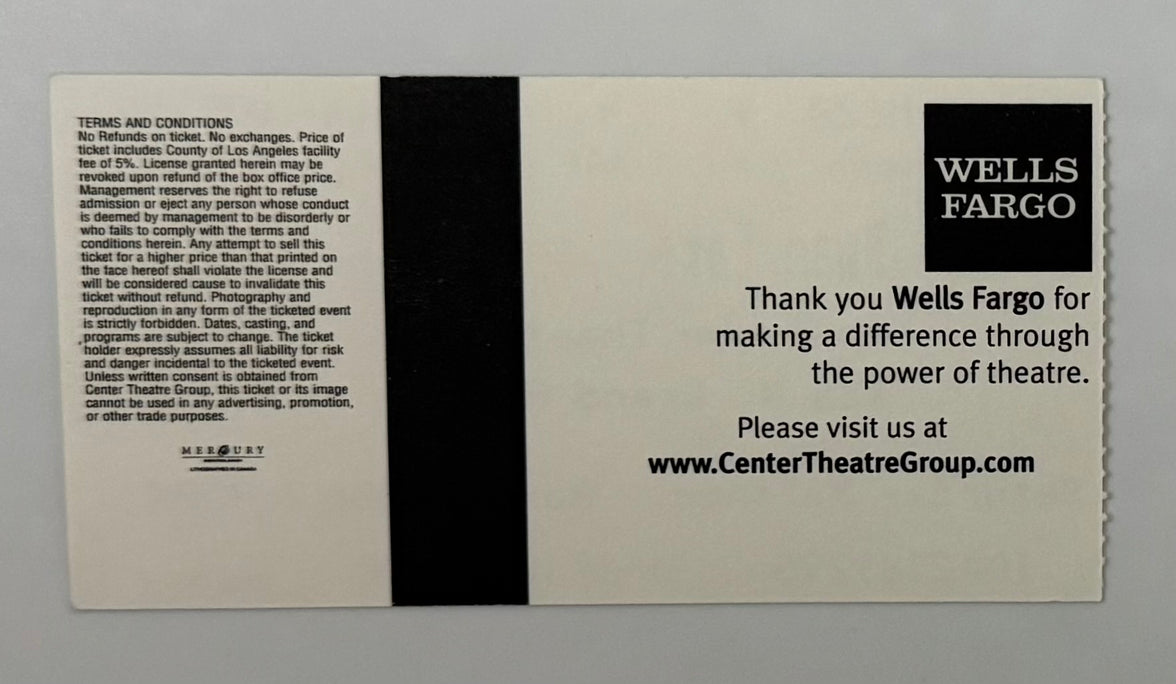 TERMS AND CONDITIONS
No Refunds on ticket. No exchanges. Price of
ticket includes County of Los Angeles facility
fee of 5%. License granted herein may be
revoked upon refund of the box office price.
Management reserves the right to refuse
admission or eject any person whose conduct
is deemed by management to be disorderly or
who fails to comply with the terms and
conditions herein. Any attempt to sell this
ticket for a higher price than that printed on
the face hereof shall violate the license and
will be considered cause to invalidate this
ticket without refund. Photography and
reproduction in any form of the ticketed event
is strictly forbidden. Dates, casting, and
programs are subject to change. The ticket
holder expressly assumes all liability for risk
and danger incidental to the ticketed event.
Unless written consent is obtained from
Center Theatre Group, this ticket or its image
cannot be used in any advertising, promotion,
or other trade purposes.
MERCURY
LITHOGRAPHED IN CANADA
WELLS
FARGO
Thank you Wells Fargo for
making a difference through
the power of theatre.
Please visit us at
www.CenterTheatreGroup.com